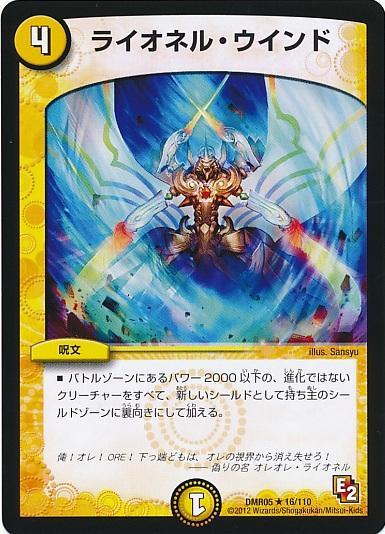 4
ライオネル・ウインド
illus. Sansyu
呪文
■ バトルゾーンにあるパワー2000以下の、進化ではない
クリーチャーをすべて、新しいシールドとして持ち主のシー
ルドゾーンに裏向きにして加える。
俺！オレ！ORE！下っ端どもは、オレの視界から消え失せろ！
—— 偽りの名 オレオレ・ライオネル
1
DMR05 ★ 16/110
©2012 Wizards/Shogakukan/Mitsui-Kids
E2